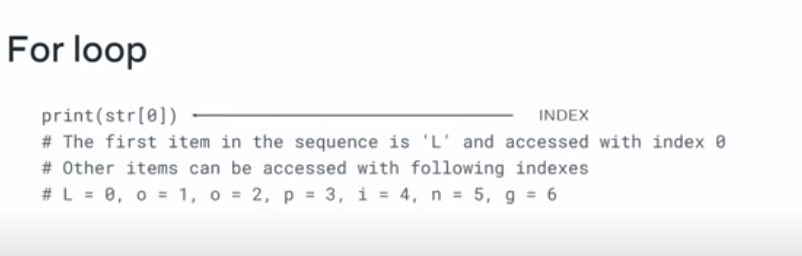 For loop
print(str[0]) INDEX
# The first item in the sequence is 'L' and accessed with index 0
# Other items can be accessed with following indexes
# L = 0, o = 1, o = 2, p = 3, i = 4, n = 5, g = 6